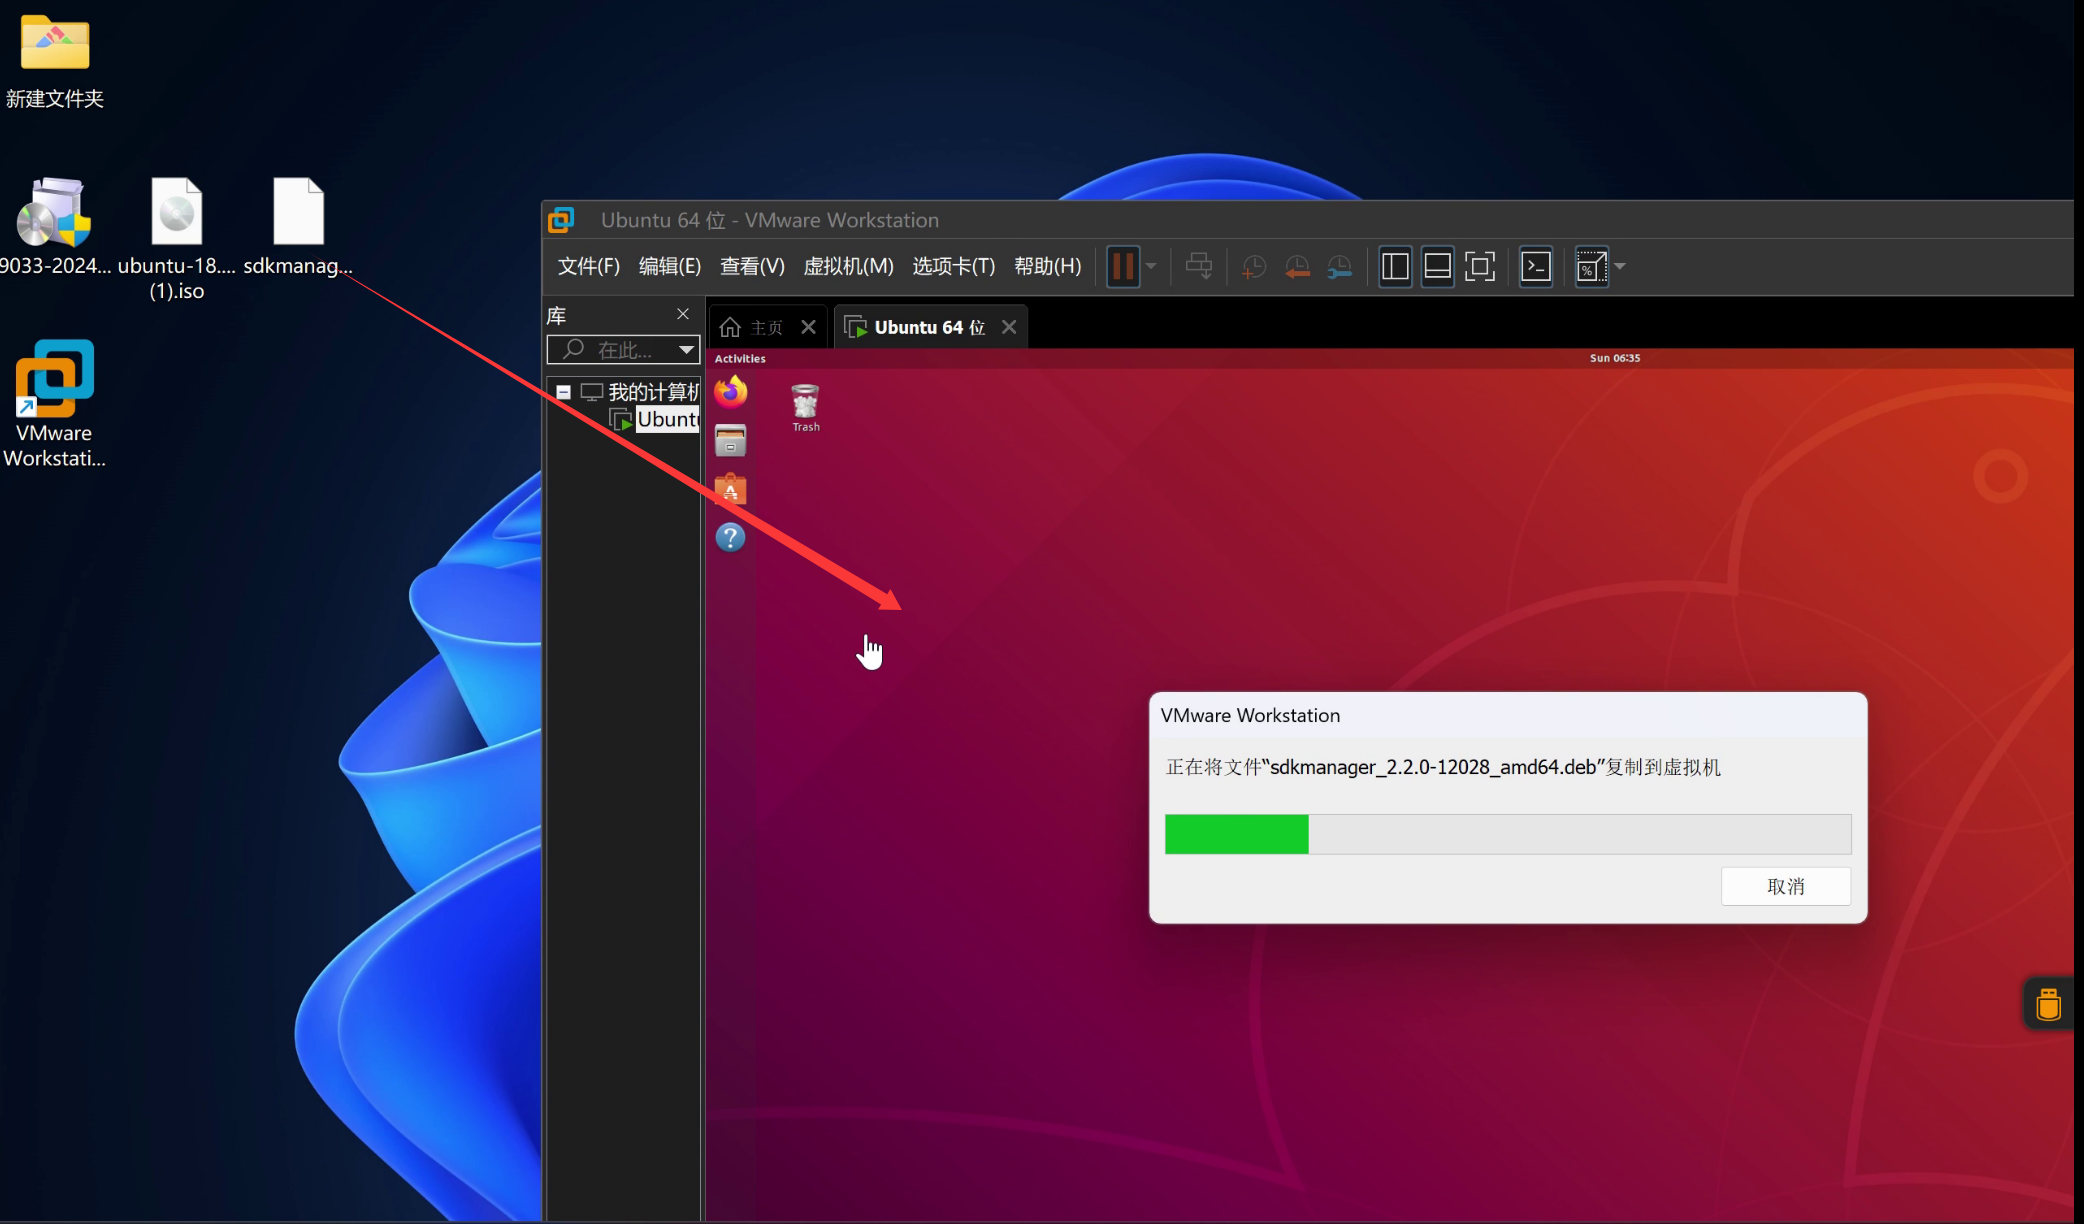 新建文件夹
9033-2024...
ubuntu-18....
(1).iso
sdkmanag...
VMware
Workstati...
Ubuntu 64 位 - VMware Workstation
文件(F) 编辑(E) 查看(V) 虚拟机(M) 选项卡(T) 帮助(H)
库
在此...
我的计算机
Ubuntu
主页
Ubuntu 64 位
Activities
Sun 06:35
Trash
VMware Workstation
正在将文件“sdkmanager_2.2.0-12028_amd64.deb”复制到虚拟机
取消